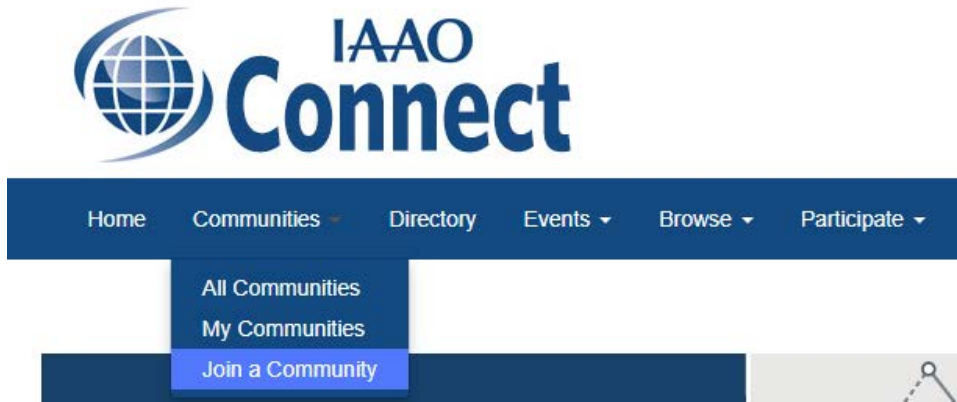 IAAO
Connect
Home Communities Directory Events Browse Participate
All Communities
My Communities
Join a Community